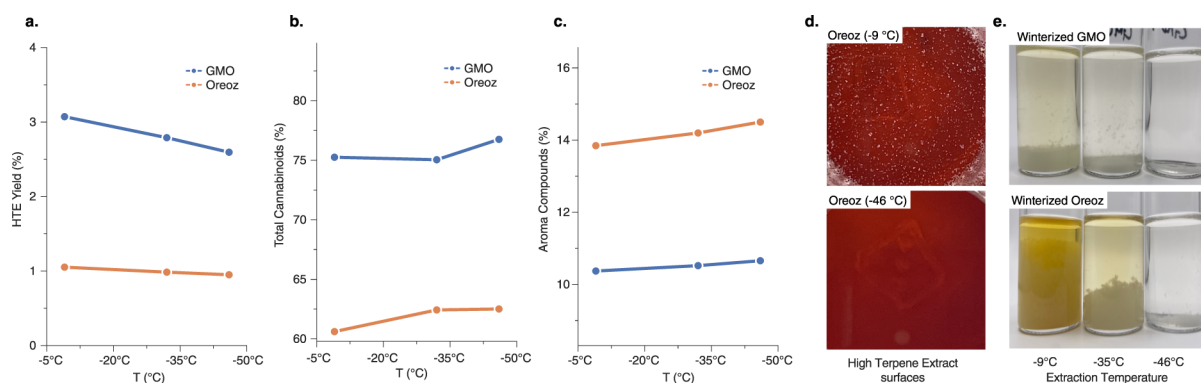 a.
4
3
2
1
0
HTE Yield (%)
GMO
Oreoz
-5°C
-20°C
-35°C
-50°C
T (°C)
b.
80
75
70
65
60
Total Cannabinoids (%)
GMO
Oreoz
-5°C
-20°C
-35°C
-50°C
T (°C)
c.
16
14
12
10
Aroma Compounds (%)
GMO
Oreoz
-5°C
-20°C
-35°C
-50°C
T (°C)
d.
Oreoz (-9 °C)
Oreoz (-46 °C)
High Terpene Extract
surfaces
e.
Winterized GMO
Winterized Oreoz
-9°C -35°C -46°C
Extraction Temperature